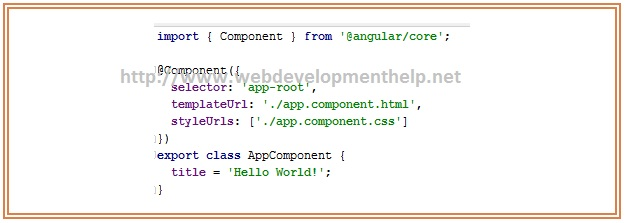 import { Component } from '@angular/core';
@Component({
http://www.webdevelopmenthelp.net
selector: 'app-root',
templateUrl: './app.component.html',
styleUrls: ['./app.component.css']
})
export class AppComponent {
title = 'Hello World!';
}